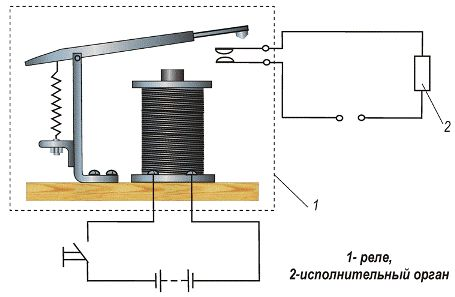 2
1
1- реле,
2-исполнительный орган